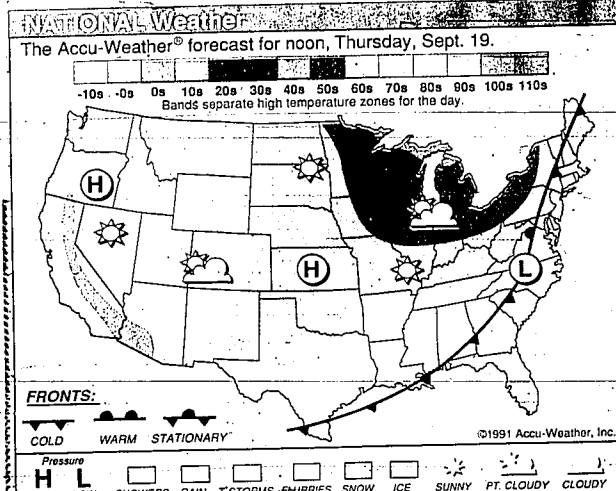 NATIONAL Weather
The Accu-Weather® forecast for noon, Thursday, Sept. 19.
-10s -0s 0s 10s 20s 30s 40s 50s 60s 70s 80s 90s 100s 110s
Bands separate high temperature zones for the day.
H
H
L
FRONTS:
COLD WARM STATIONARY
©1991 Accu-Weather, Inc.
Pressure
H L
SHOWERS RAIN T-STORMS FLURRIES SNOW ICE SUNNY PT. CLOUDY CLOUDY